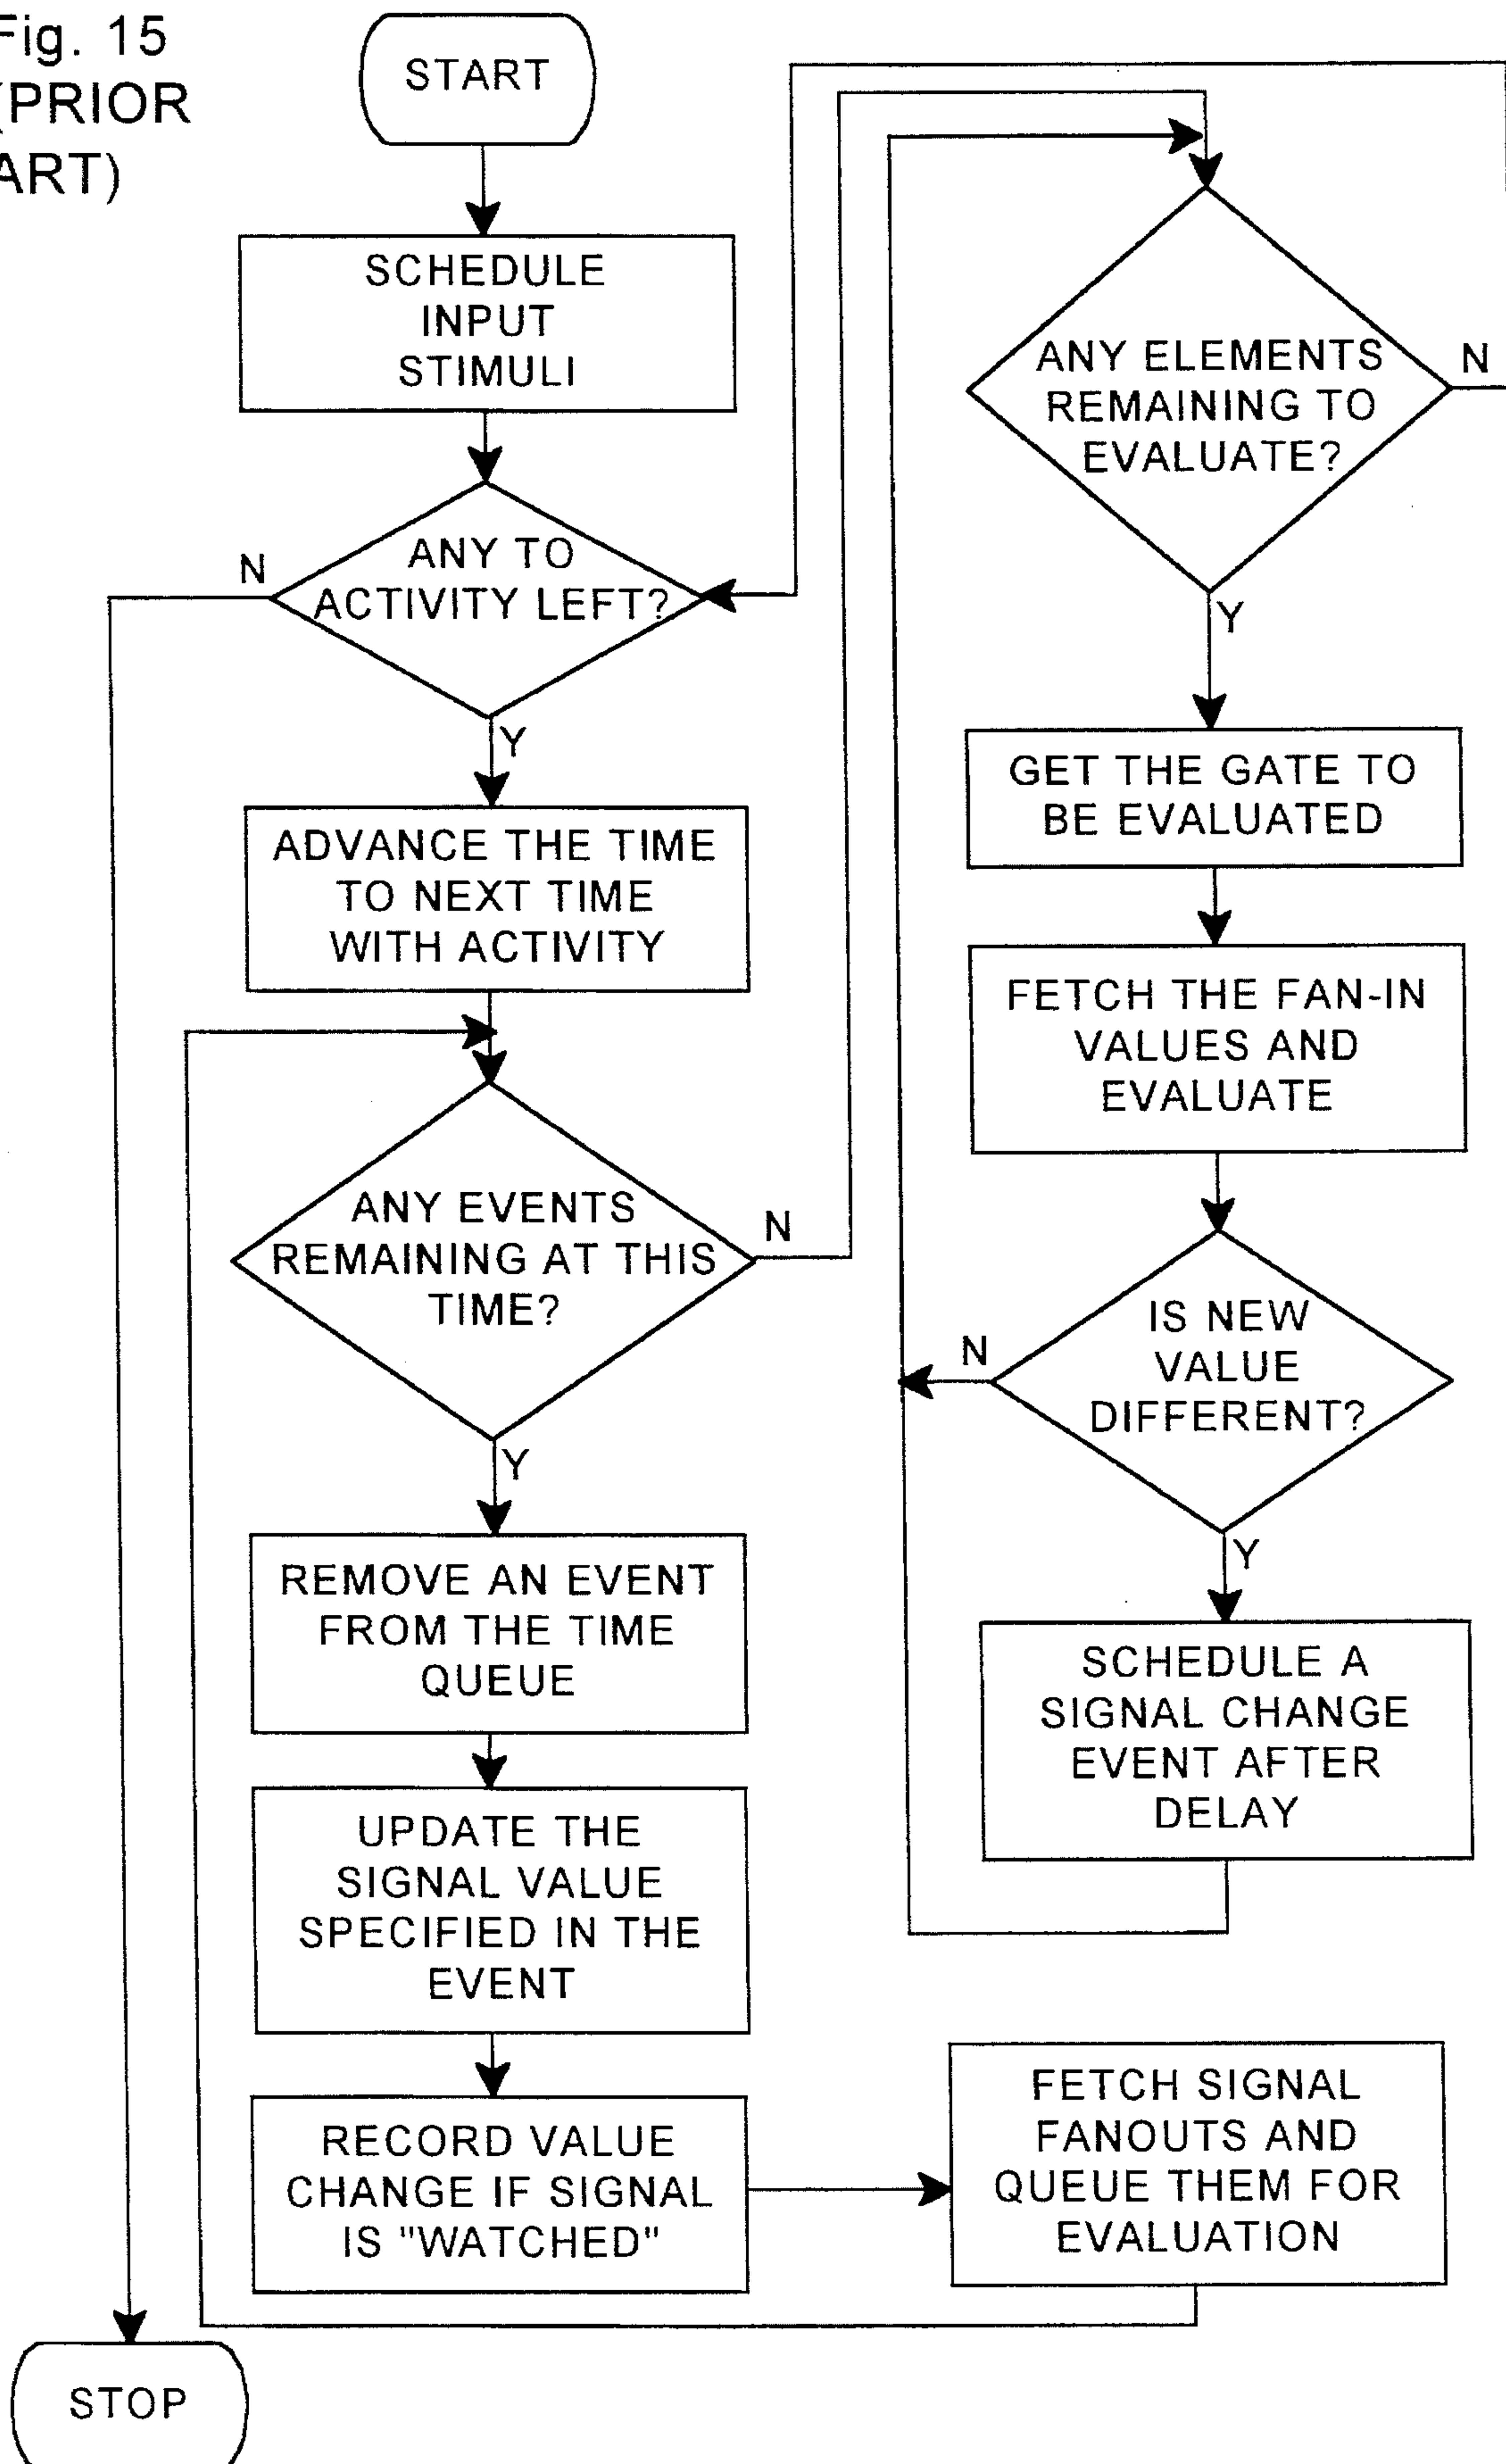 Fig. 15
(PRIOR
ART)
START
SCHEDULE
INPUT
STIMULI
ANY TO
ACTIVITY LEFT?
N
Y
ADVANCE THE TIME
TO NEXT TIME
WITH ACTIVITY
ANY EVENTS
REMAINING AT THIS
TIME?
N
Y
REMOVE AN EVENT
FROM THE TIME
QUEUE
UPDATE THE
SIGNAL VALUE
SPECIFIED IN THE
EVENT
RECORD VALUE
CHANGE IF SIGNAL
IS "WATCHED"
FETCH SIGNAL
FANOUTS AND
QUEUE THEM FOR
EVALUATION
ANY ELEMENTS
REMAINING TO
EVALUATE?
N
Y
GET THE GATE TO
BE EVALUATED
FETCH THE FAN-IN
VALUES AND
EVALUATE
IS NEW
VALUE
DIFFERENT?
N
Y
SCHEDULE A
SIGNAL CHANGE
EVENT AFTER
DELAY
STOP